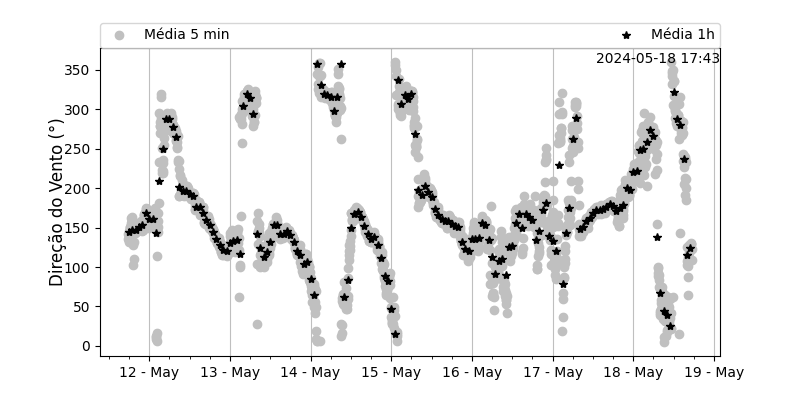 Média 5 min
Média 1h
2024-05-18 17:43
Direção do Vento (°)
350
300
250
200
150
100
50
0
12 - May
13 - May
14 - May
15 - May
16 - May
17 - May
18 - May
19 - May